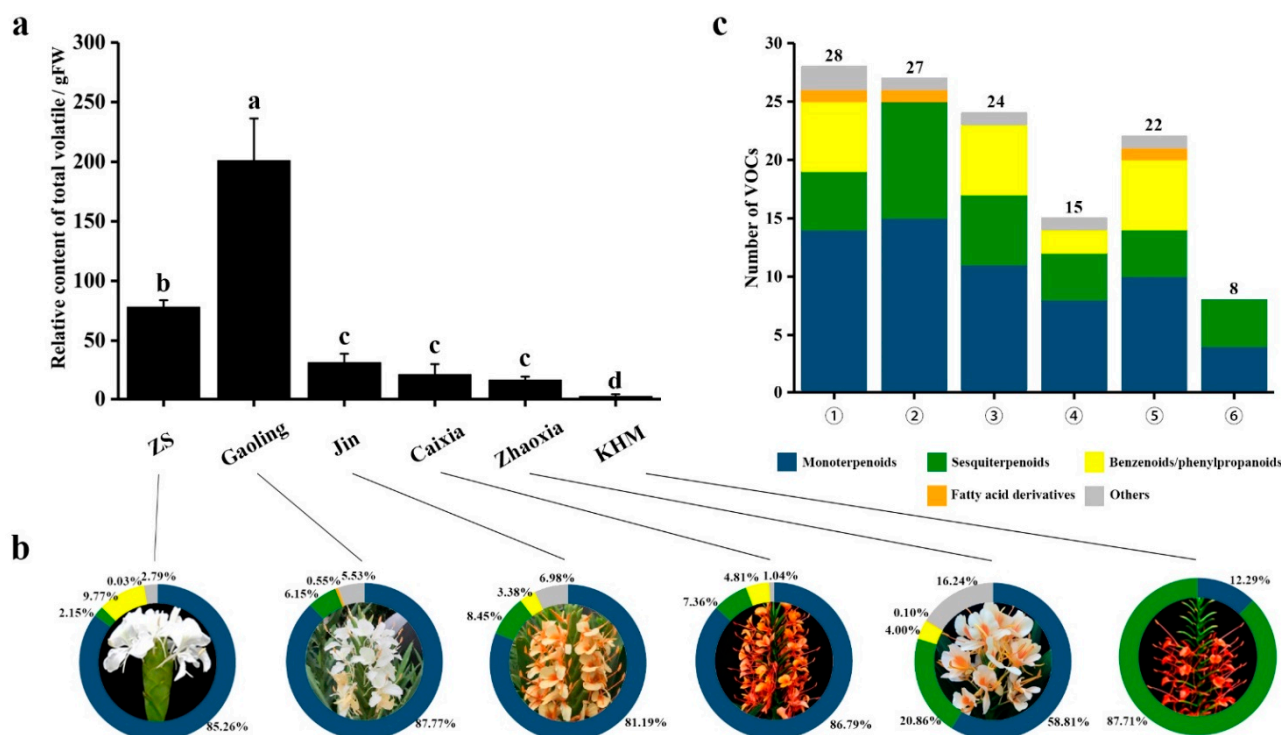 a
Relative content of total volatile / gFW
300
250
200
150
100
50
0
b
a
c
c
c
d
ZS
Gaoling
Jin
Caixia
Zhaoxia
KHM
c
Number of VOCs
30
25
20
15
10
5
0
28
27
24
15
22
8
①
②
③
④
⑤
⑥
Monoterpenoids
Sesquiterpenoids
Benzenoids/phenylpropanoids
Fatty acid derivatives
Others
b
0.03%
2.79%
9.77%
2.15%
85.26%
0.55%
5.53%
6.15%
87.77%
6.98%
3.38%
8.45%
81.19%
4.81%
1.04%
7.36%
86.79%
16.24%
0.10%
4.00%
20.86%
58.81%
12.29%
87.71%